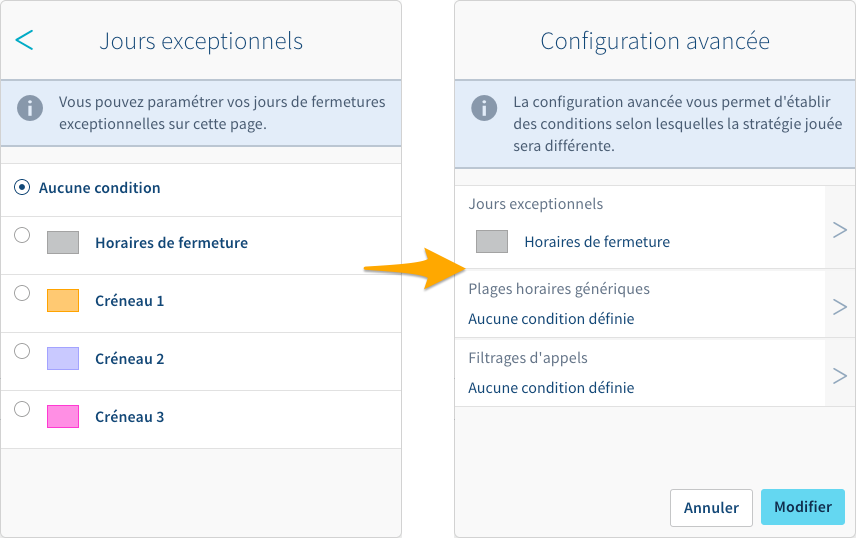 Jours exceptionnels
Vous pouvez paramétrer vos jours de fermetures
exceptionnelles sur cette page.
Aucune condition
Horaires de fermeture
Créneau 1
Créneau 2
Créneau 3
Configuration avancée
La configuration avancée vous permet d'établir
des conditions selon lesquelles la stratégie jouée
sera différente.
Jours exceptionnels
Horaires de fermeture
Plages horaires génériques
Aucune condition définie
Filtrages d'appels
Aucune condition définie
Annuler
Modifier